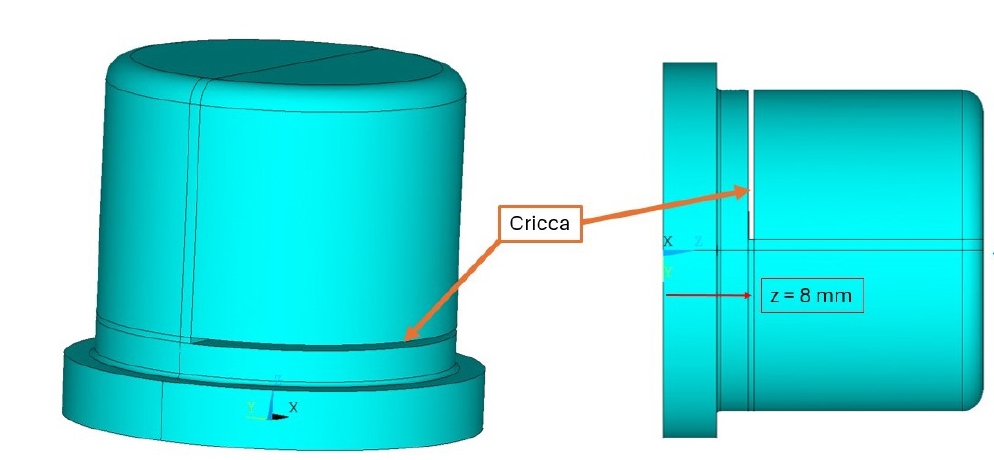 Cricca
X Z
Y
z = 8 mm
Z
Y X